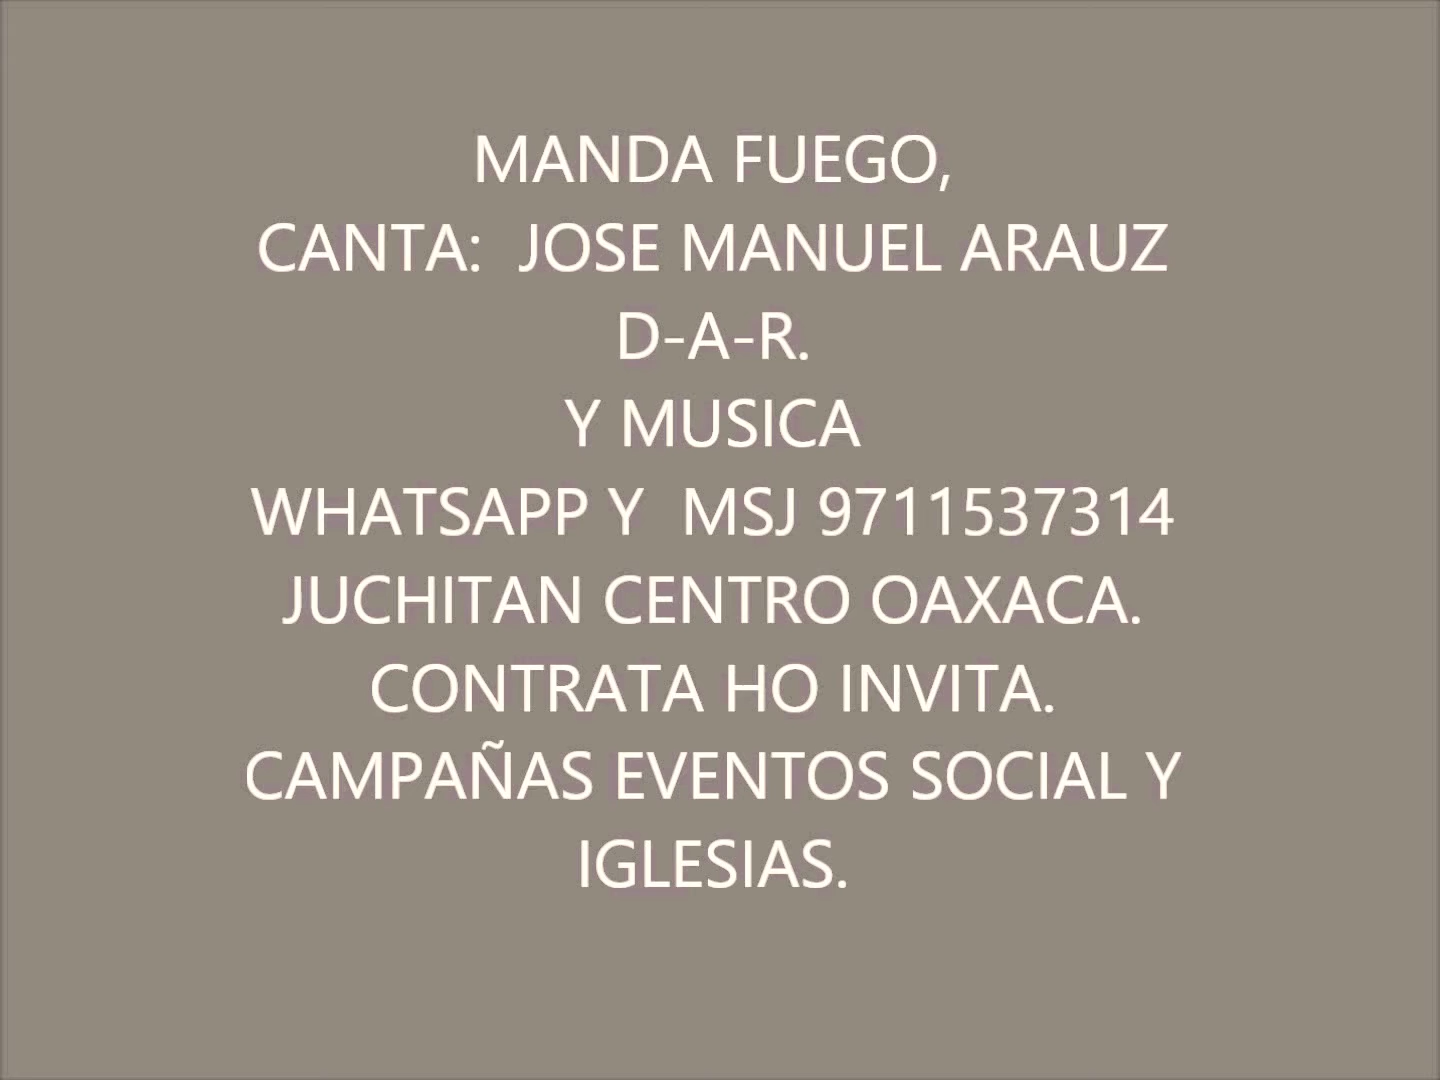 MANDA FUEGO,
CANTA:  JOSE MANUEL ARAUZ
D-A-R.
Y MUSICA
WHATSAPP Y  MSJ 9711537314
JUCHITAN CENTRO OAXACA.
CONTRATA HO INVITA.
CAMPAÑAS EVENTOS SOCIAL Y
IGLESIAS.